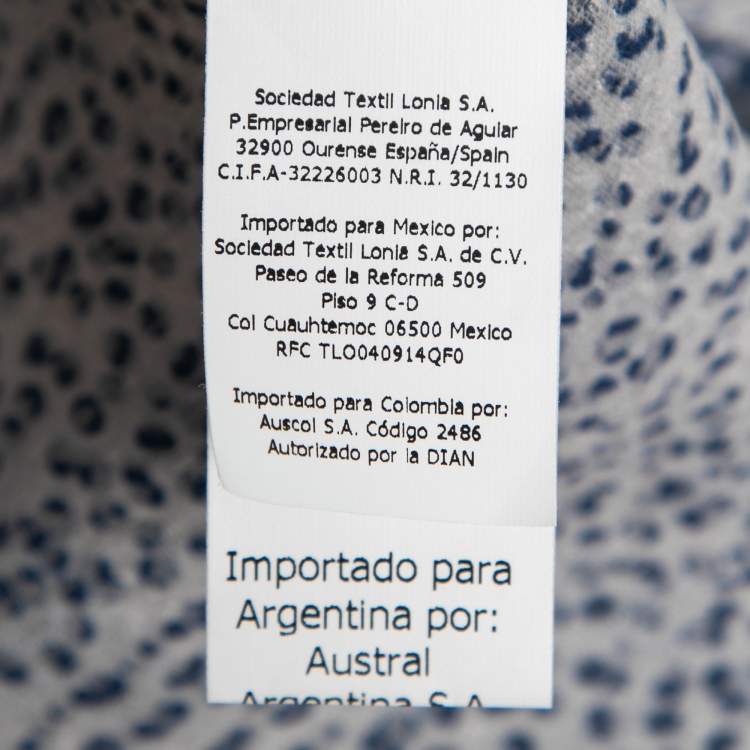 Sociedad Textil Lonia S.A.
P.Empresarial Pereiro de Aguiar
32900 Ourense España/Spain
C.I.F.A-32226003 N.R.I. 32/1130
Importado para Mexico por:
Sociedad Textil Lonia S.A. de C.V.
Paseo de la Reforma 509
Piso 9 C-D
Col Cuauhtemoc 06500 Mexico
RFC TLO040914QF0
Importado para Colombia por:
Auscol S.A. Código 2486
Autorizado por la DIAN
Importado para
Argentina por:
Austral
Argentina S.A.